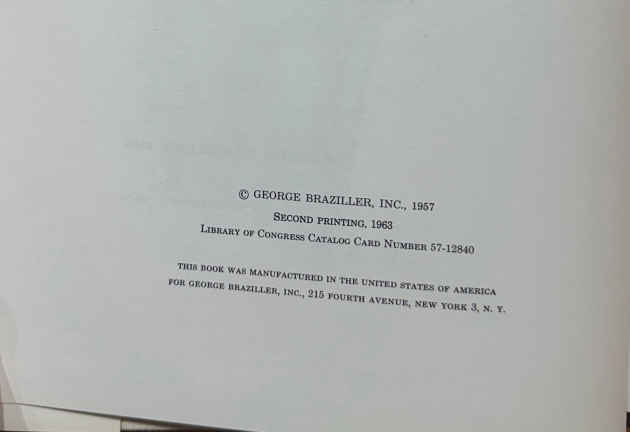 © GEORGE BRAZILLER, INC., 1957
SECOND PRINTING, 1963
LIBRARY OF CONGRESS CATALOG CARD NUMBER 57-12840
THIS BOOK WAS MANUFACTURED IN THE UNITED STATES OF AMERICA
FOR GEORGE BRAZILLER, INC., 215 FOURTH AVENUE, NEW YORK 3, N. Y.